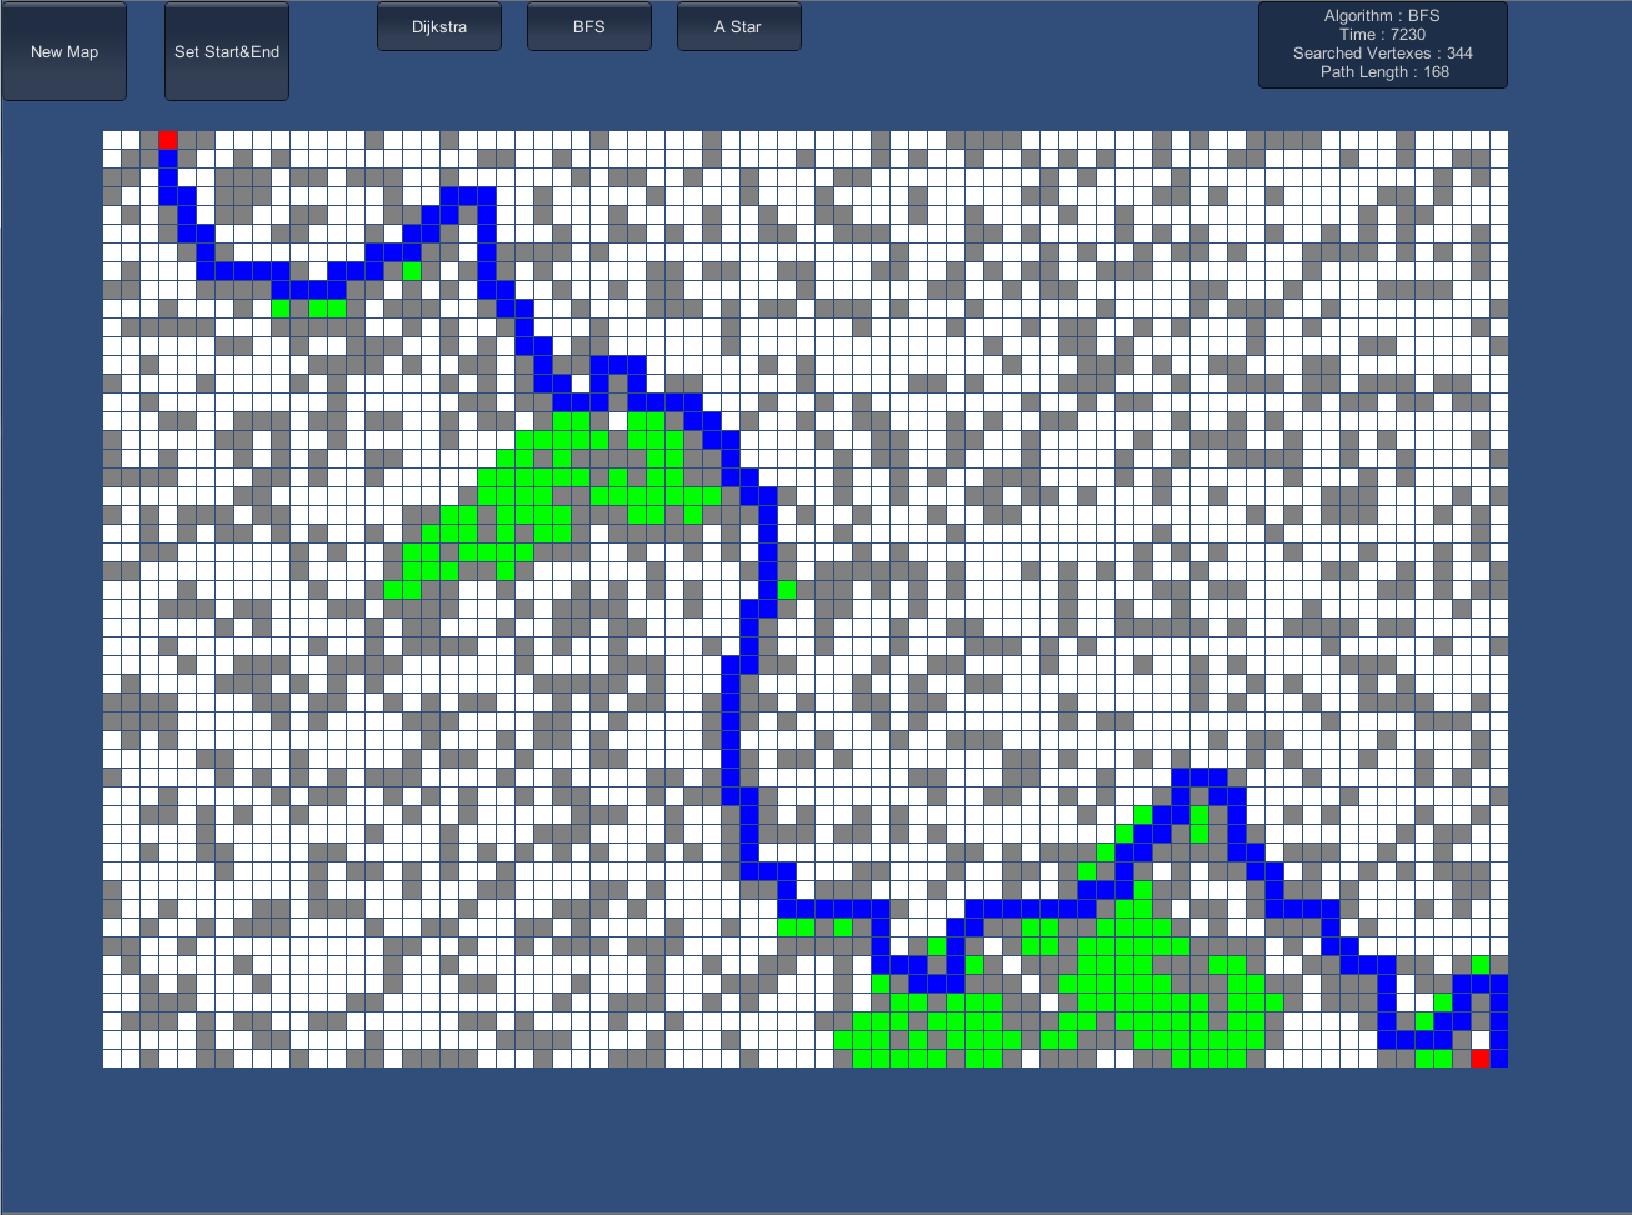 New Map
Set Start&End
Dijkstra
BFS
A Star
Algorithm : BFS
Time : 7230
Searched Vertexes : 344
Path Length : 168